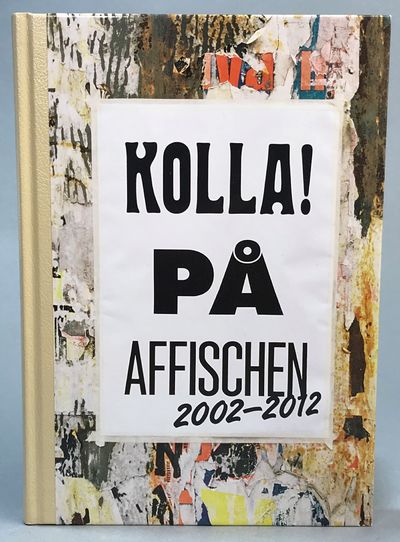 KOLLA!
PÅ
AFFISCHEN
2002–2012